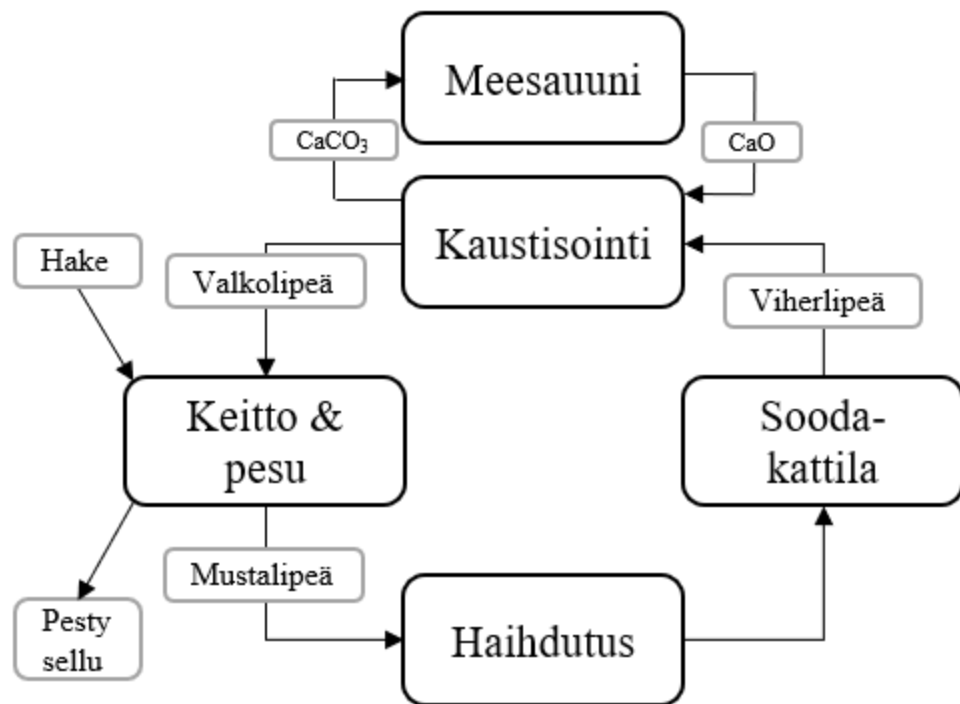 Meesauuni
CaCO₃
CaO
Kaustisointi
Hake
Valkolipeä
Viherlipeä
Keitto &
pesu
Sooda-
kattila
Mustalipeä
Pesty
sellu
Haihdutus